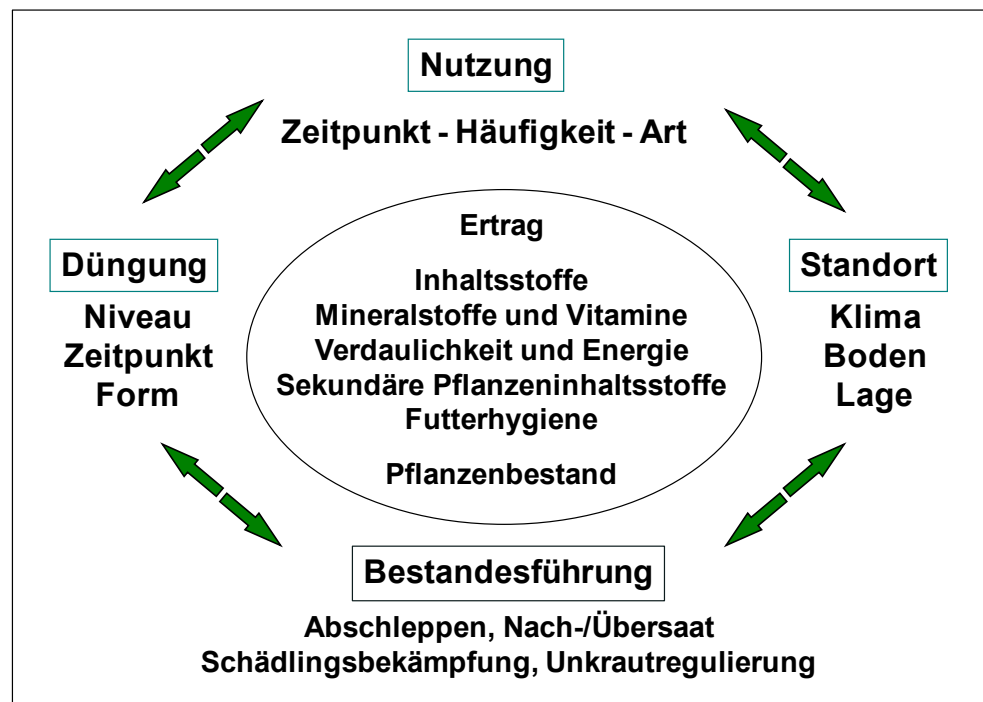 Nutzung
Zeitpunkt - Häufigkeit - Art
Düngung
Niveau
Zeitpunkt
Form
Ertrag
Inhaltsstoffe
Mineralstoffe und Vitamine
Verdaulichkeit und Energie
Sekundäre Pflanzeninhaltsstoffe
Futterhygiene
Pflanzenbestand
Standort
Klima
Boden
Lage
Bestandesführung
Abschleppen, Nach-/Übersaat
Schädlingsbekämpfung, Unkrautregulierung